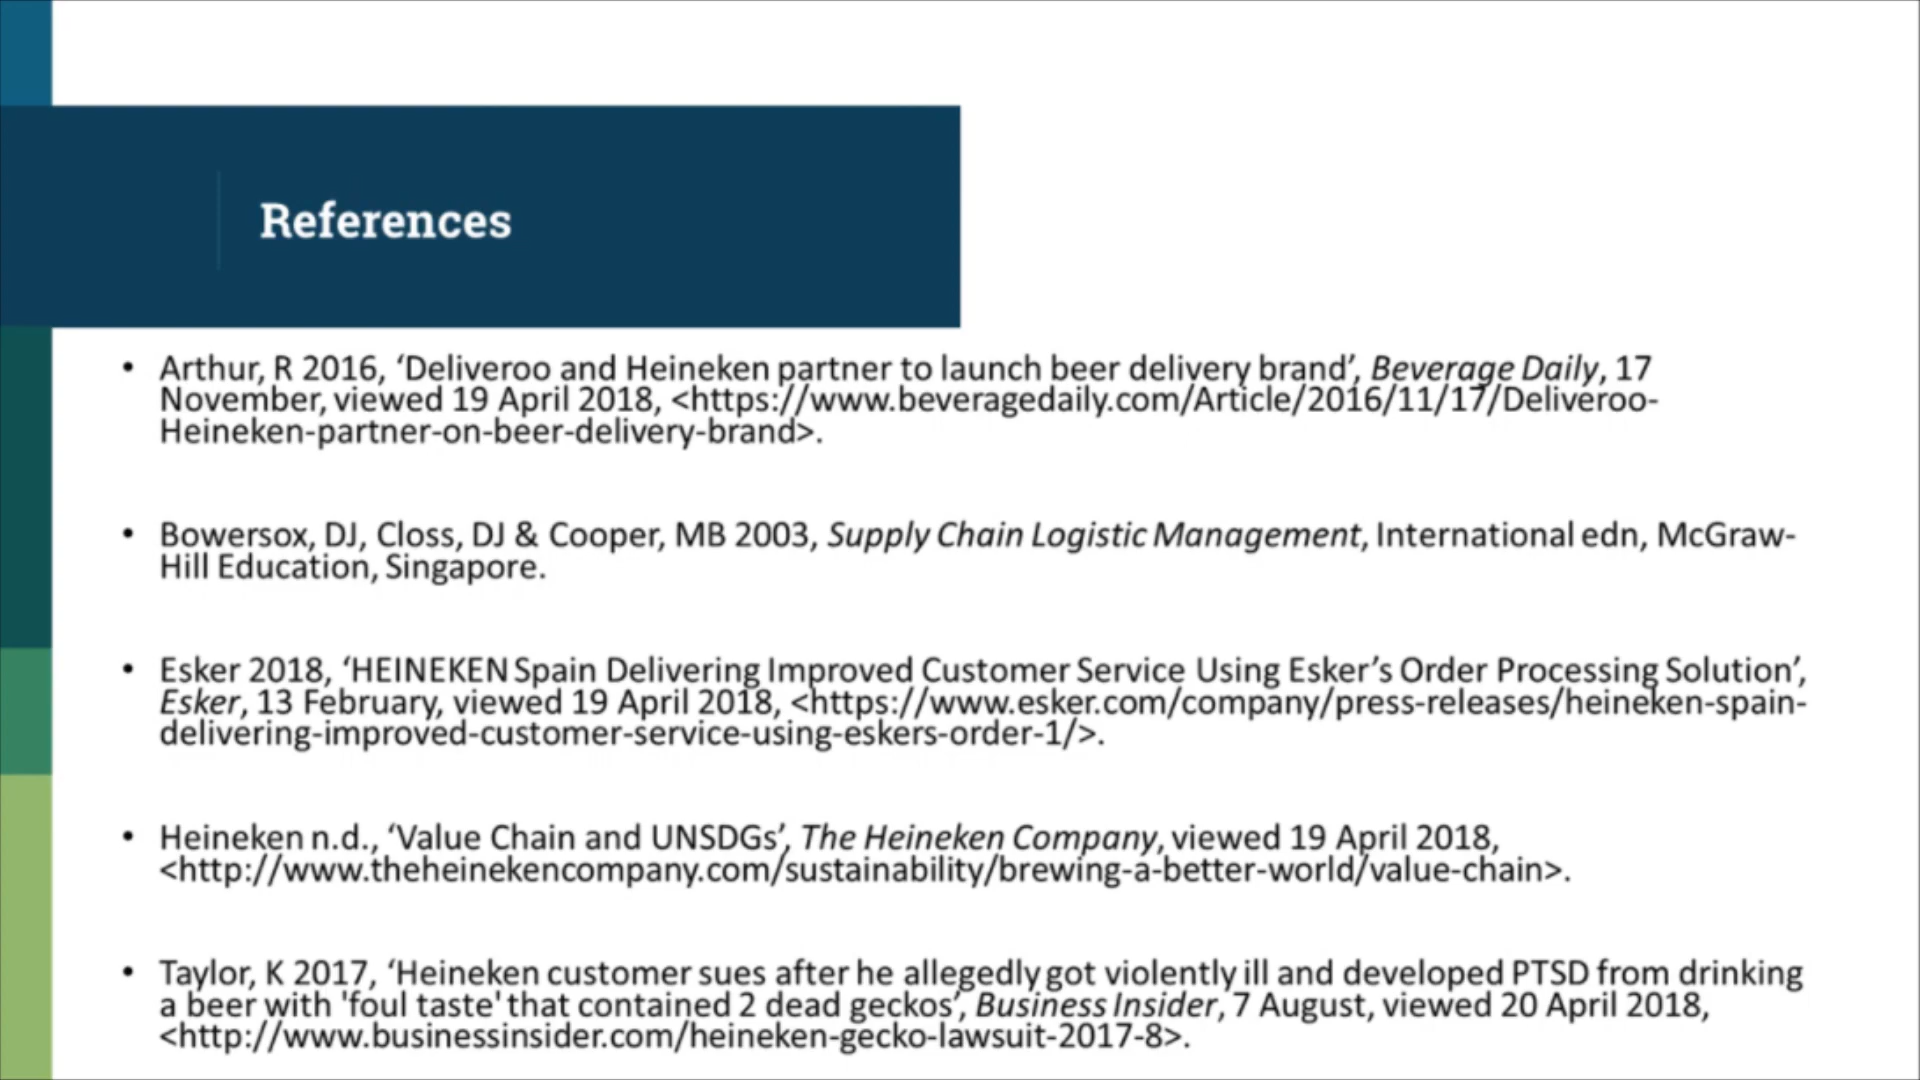 References
• Arthur, R 2016, ‘Deliveroo and Heineken partner to launch beer delivery brand’, Beverage Daily, 17
November, viewed 19 April 2018, <https://www.beveragedaily.com/Article/2016/11/17/Deliveroo-
Heineken-partner-on-beer-delivery-brand>.
• Bowersox, DJ, Closs, DJ & Cooper, MB 2003, Supply Chain Logistic Management, International edn, McGraw-
Hill Education, Singapore.
• Esker 2018, ‘HEINEKEN Spain Delivering Improved Customer Service Using Esker’s Order Processing Solution’,
Esker, 13 February, viewed 19 April 2018, <https://www.esker.com/company/press-releases/heineken-spain-
delivering-improved-customer-service-using-eskers-order-1/>.
• Heineken n.d., ‘Value Chain and UNSDGs’, The Heineken Company, viewed 19 April 2018,
<http://www.theheinekencompany.com/sustainability/brewing-a-better-world/value-chain>.
• Taylor, K 2017, ‘Heineken customer sues after he allegedly got violently ill and developed PTSD from drinking
a beer with 'foul taste' that contained 2 dead geckos’, Business Insider, 7 August, viewed 20 April 2018,
<http://www.businessinsider.com/heineken-gecko-lawsuit-2017-8>.